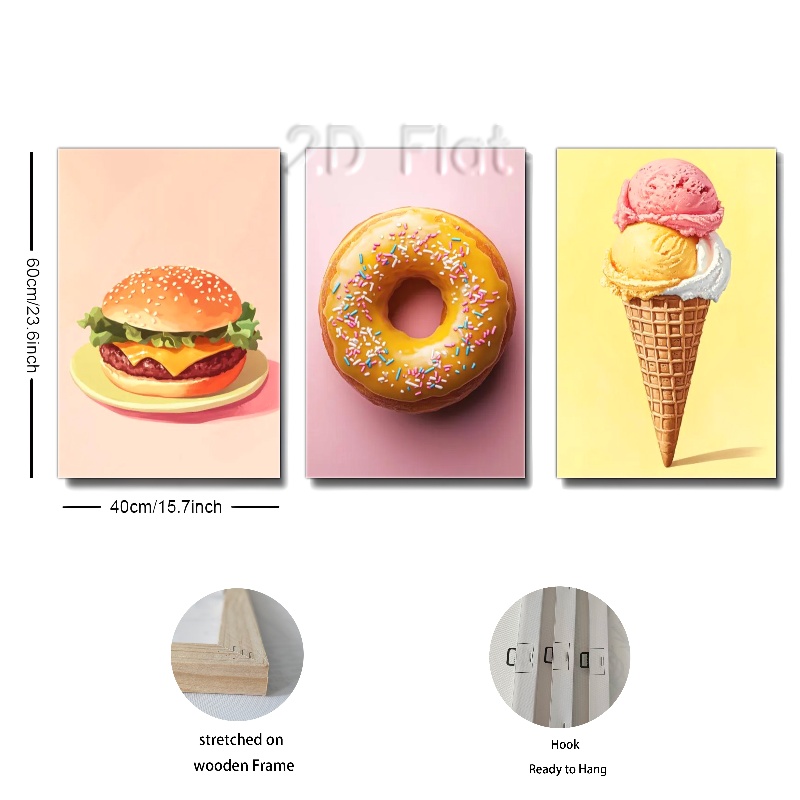 2D Flat
60cm/23.6inch
40cm/15.7inch
stretched on
wooden Frame
Hook
Ready to Hang